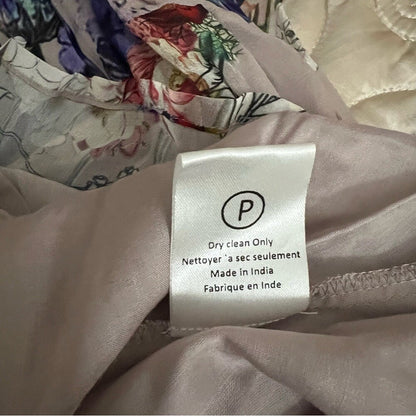 P
Dry clean Only
Nettoyer `a sec seulement
Made in India
Fabrique en Inde